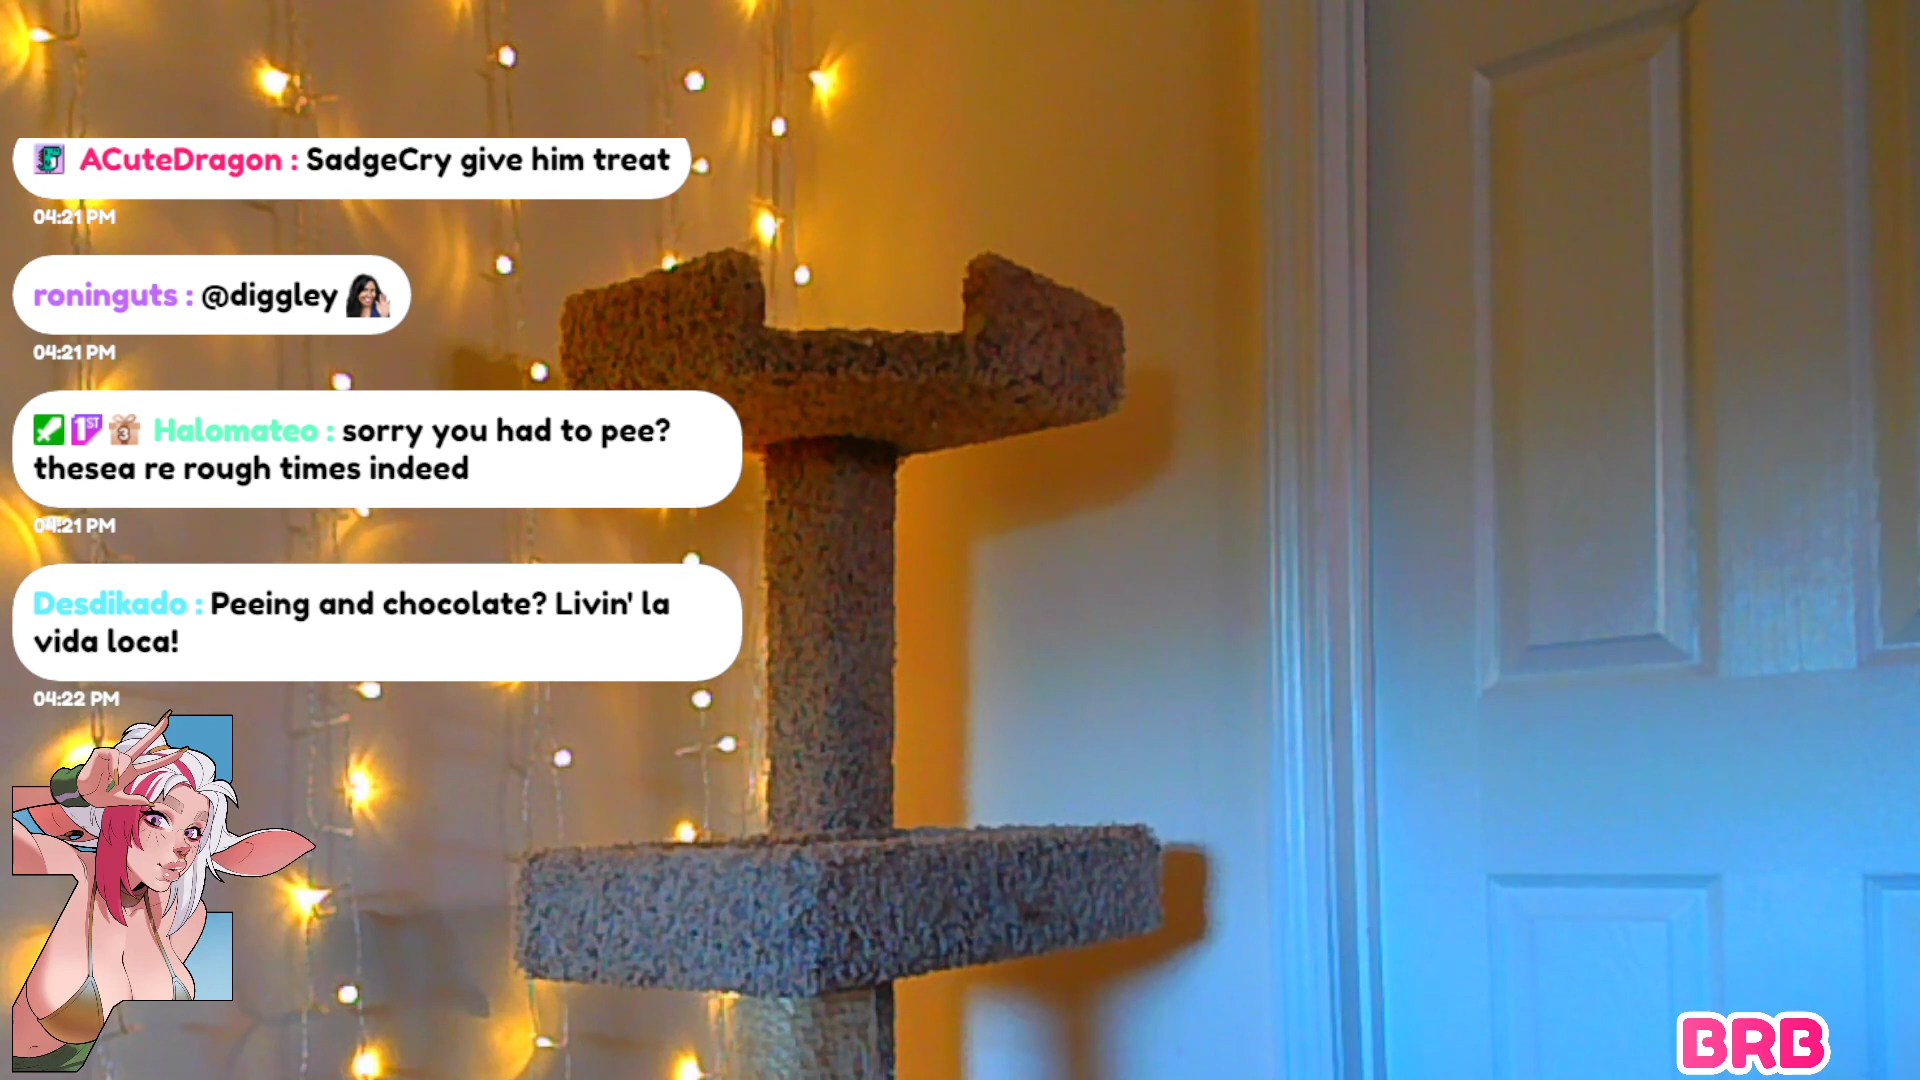 ACuteDragon : SadgeCry give him treat
04:21 PM
roninguts : @diggley
04:21 PM
1ST 3 Halomateo : sorry you had to pee?
thesea re rough times indeed
04:21 PM
Desdikado : Peeing and chocolate? Livin' la
vida loca!
04:22 PM
BRB